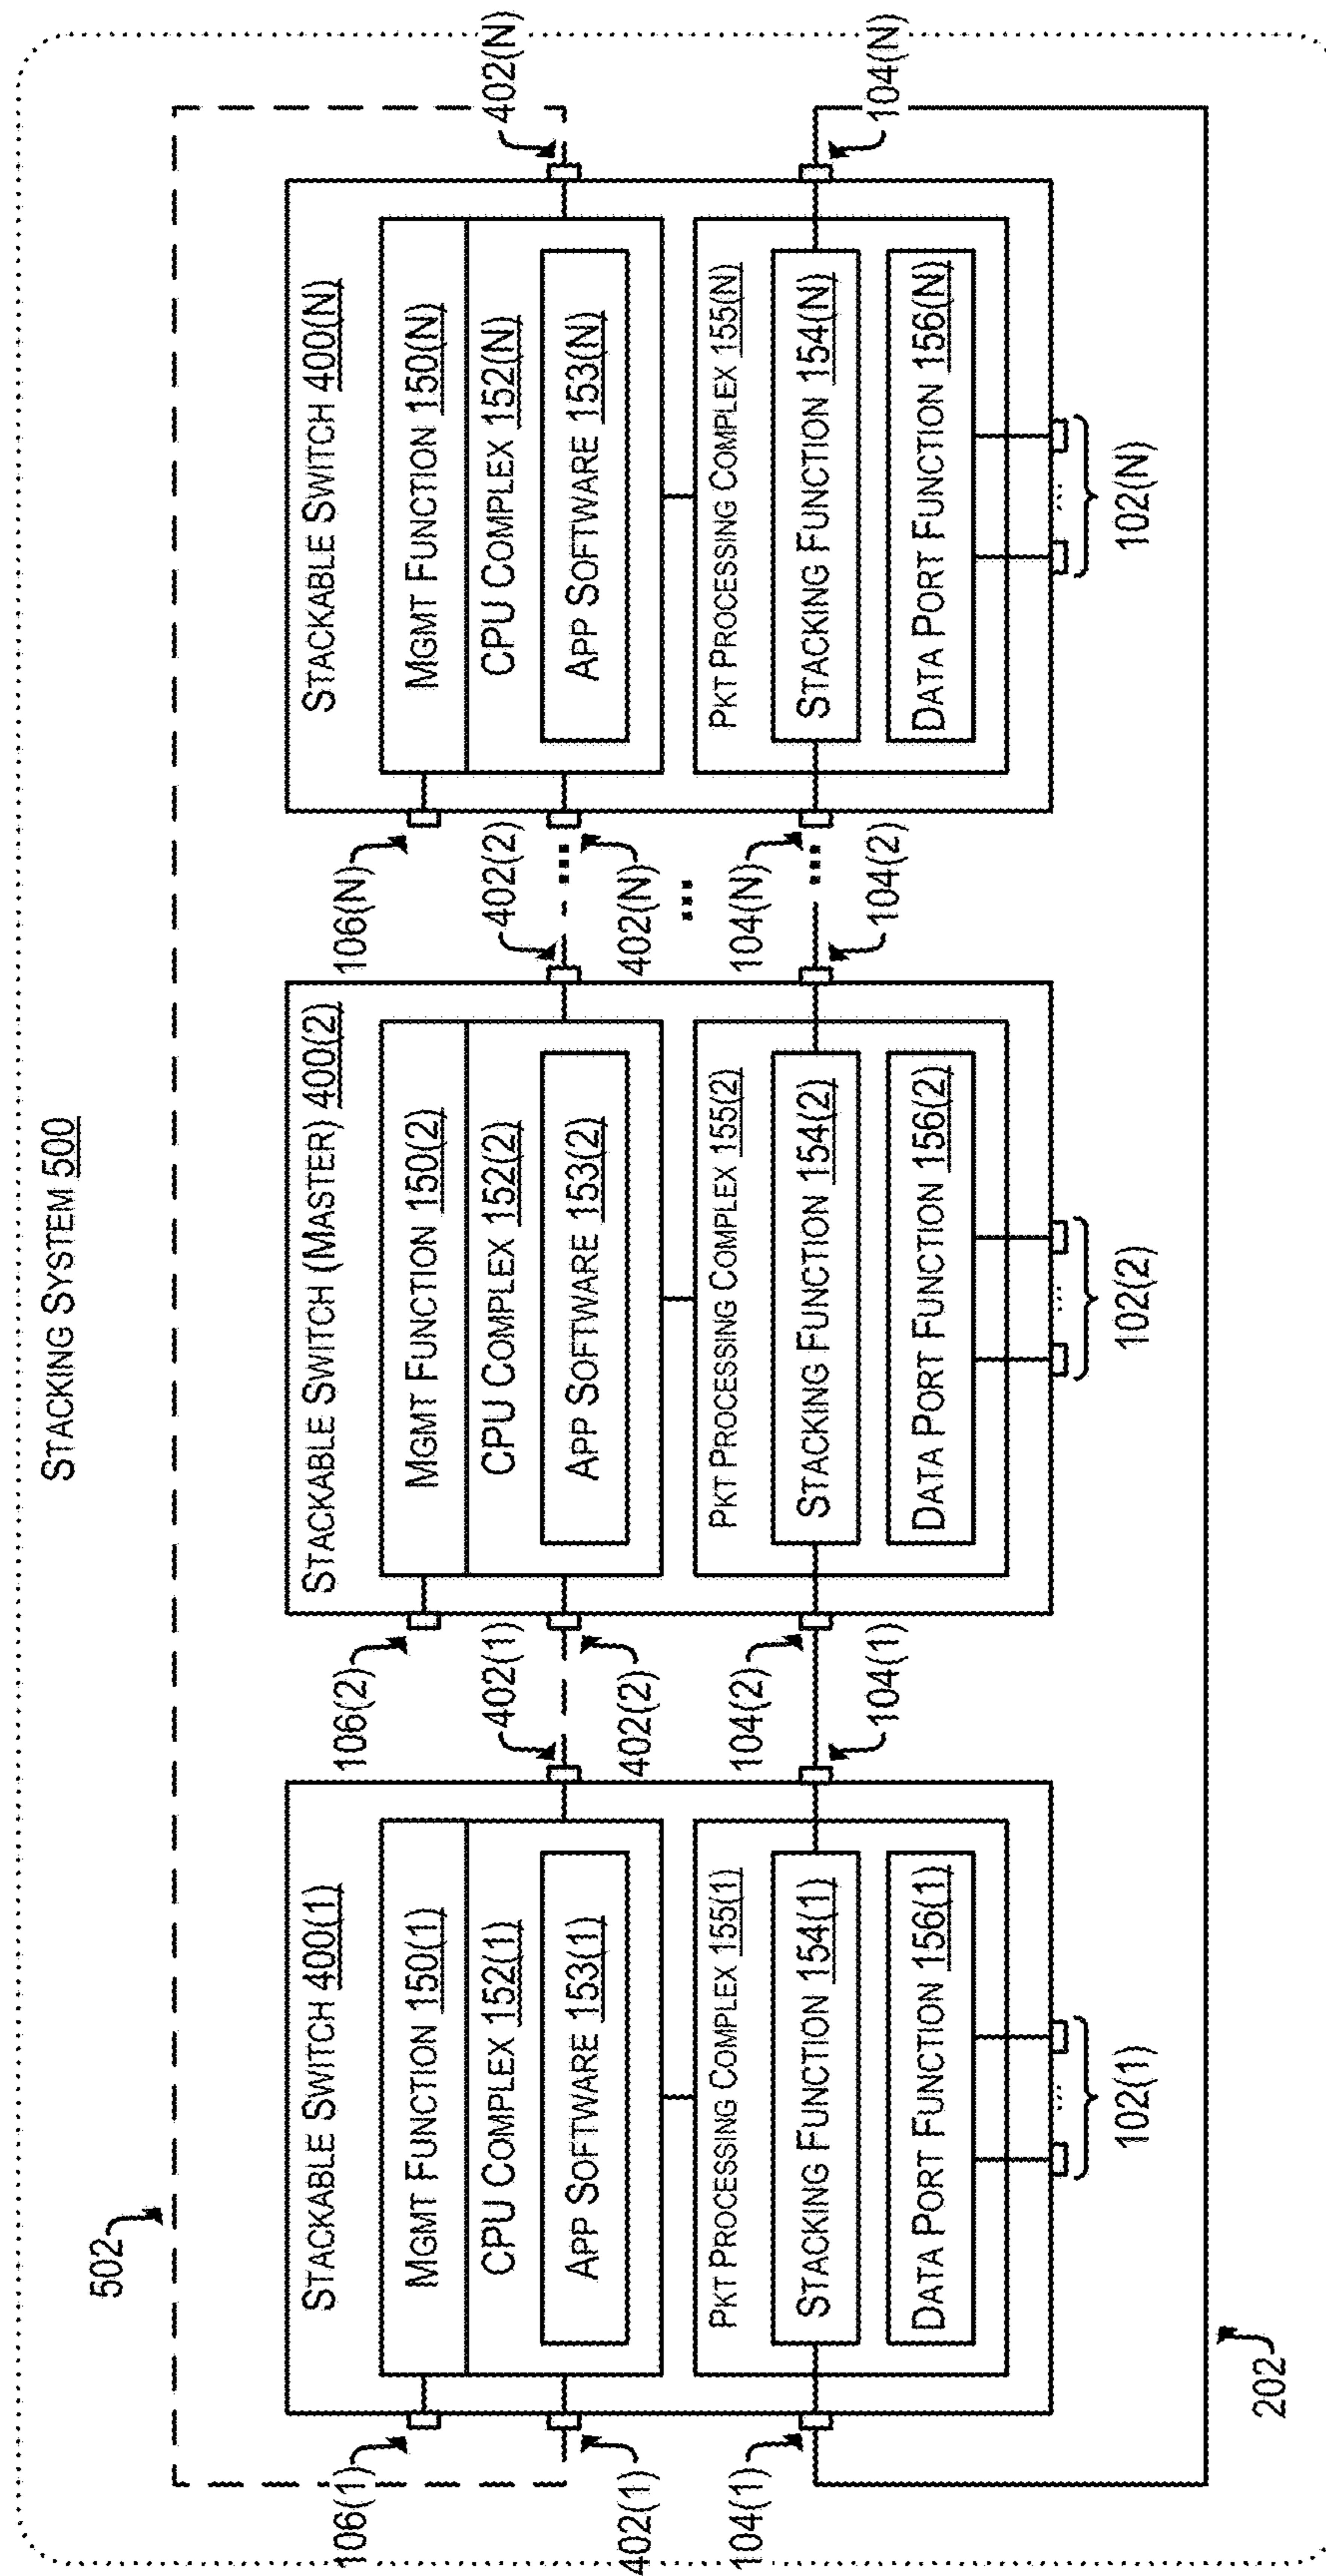 STACKING SYSTEM 500
502
STACKABLE SWITCH 400(1)
MGMT FUNCTION 150(1)
CPU COMPLEX 152(1)
APP SOFTWARE 153(1)
PKT PROCESSING COMPLEX 155(1)
STACKING FUNCTION 154(1)
DATA PORT FUNCTION 156(1)
106(1)
402(1)
104(1)
402(1)
104(1)
...
102(1)
STACKABLE SWITCH (MASTER) 400(2)
MGMT FUNCTION 150(2)
CPU COMPLEX 152(2)
APP SOFTWARE 153(2)
PKT PROCESSING COMPLEX 155(2)
STACKING FUNCTION 154(2)
DATA PORT FUNCTION 156(2)
106(2)
402(2)
104(2)
402(2)
104(2)
...
102(2)
...
...
...
STACKABLE SWITCH 400(N)
MGMT FUNCTION 150(N)
CPU COMPLEX 152(N)
APP SOFTWARE 153(N)
PKT PROCESSING COMPLEX 155(N)
STACKING FUNCTION 154(N)
DATA PORT FUNCTION 156(N)
106(N)
402(N)
104(N)
402(N)
104(N)
...
102(N)
202